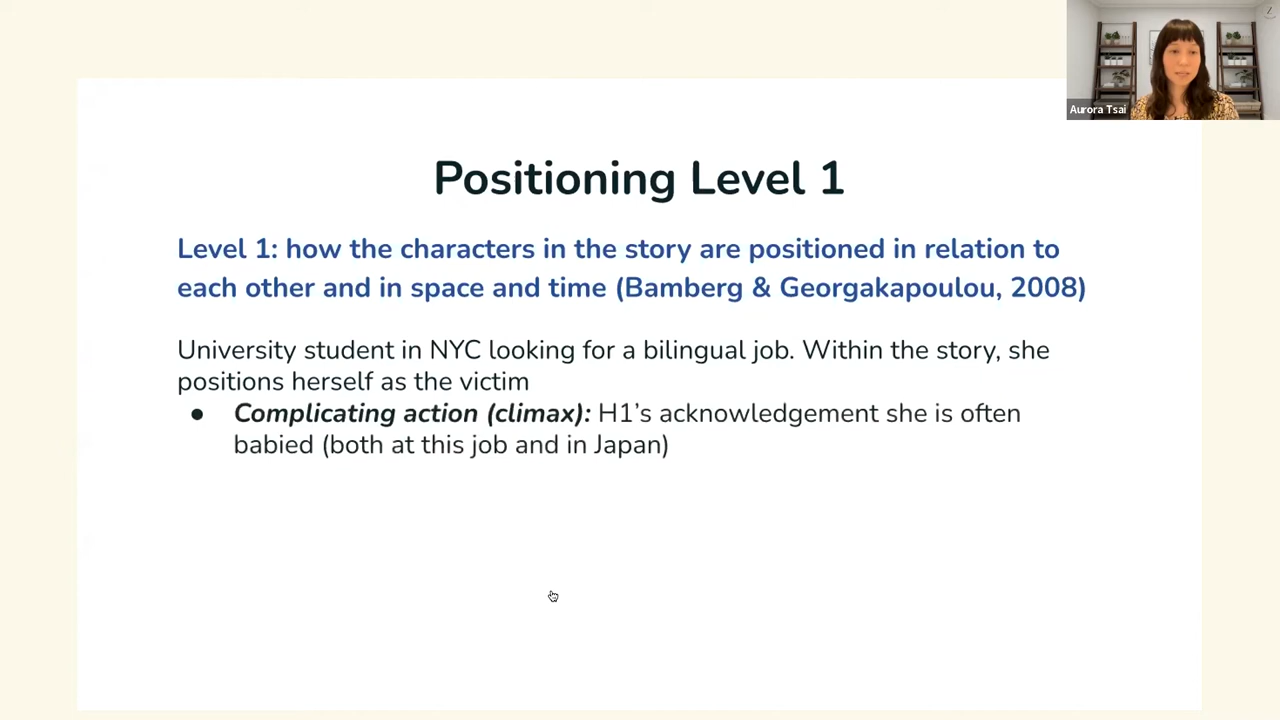 Aurora Tsai
Positioning Level 1
Level 1: how the characters in the story are positioned in relation to
each other and in space and time (Bamberg & Georgakapoulou, 2008)
University student in NYC looking for a bilingual job. Within the story, she
positions herself as the victim
● Complicating action (climax): H1’s acknowledgement she is often
babied (both at this job and in Japan)